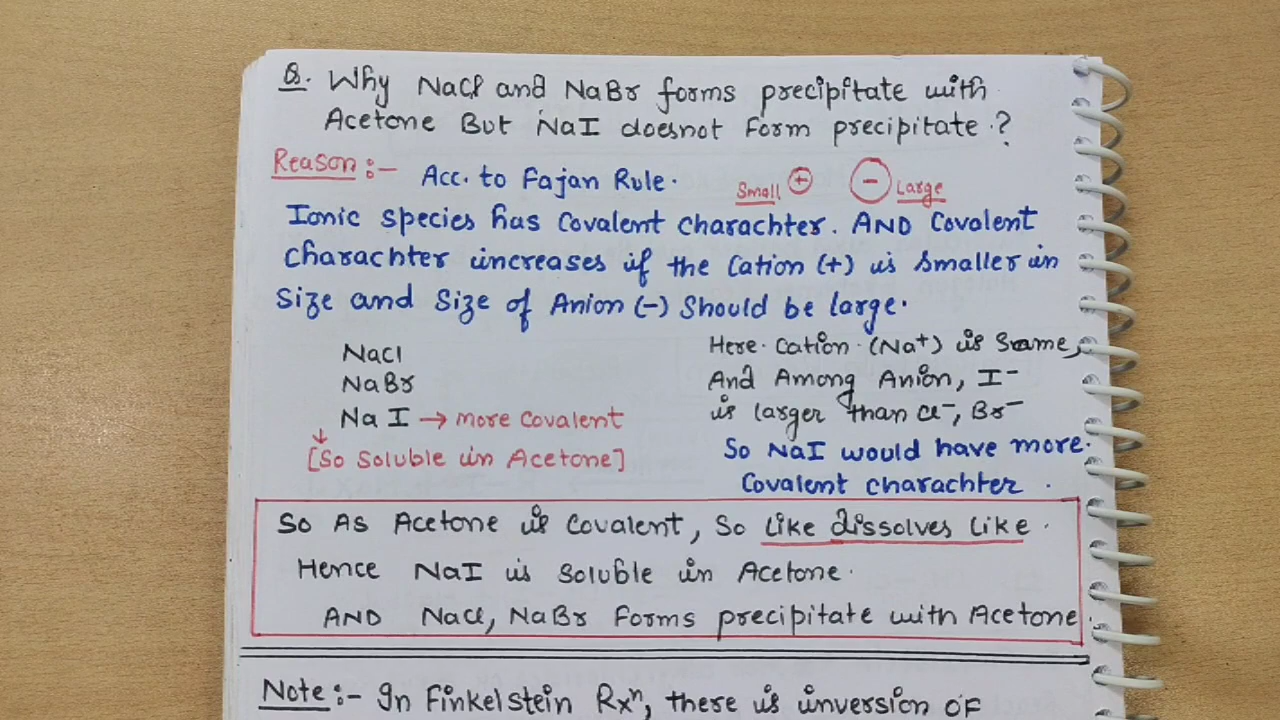 Q. Why NaCl and NaBr forms precipitate with
Acetone But NaI doesnot form precipitate.?
Reason:- Acc. to Fajan Rule. Small + - Large
Ionic species has Covalent Charachter. AND Covalent
Charachter increases if the Cation (+) is smaller in
Size and Size of Anion (-) Should be large.
NaCl
NaBr
NaI → more Covalent
↓
[So Soluble in Acetone]
Here. Cation (Na⁺) is Same,
And Among Anion, I⁻
is larger than Cl⁻, Br⁻
So NaI would have more.
Covalent charachter.
So As Acetone is Covalent, So Like dissolves Like.
Hence NaI is Soluble in Acetone.
AND NaCl, NaBr Forms precipitate with Acetone.
Note:- In Finkelstein Rxⁿ, there is inversion of